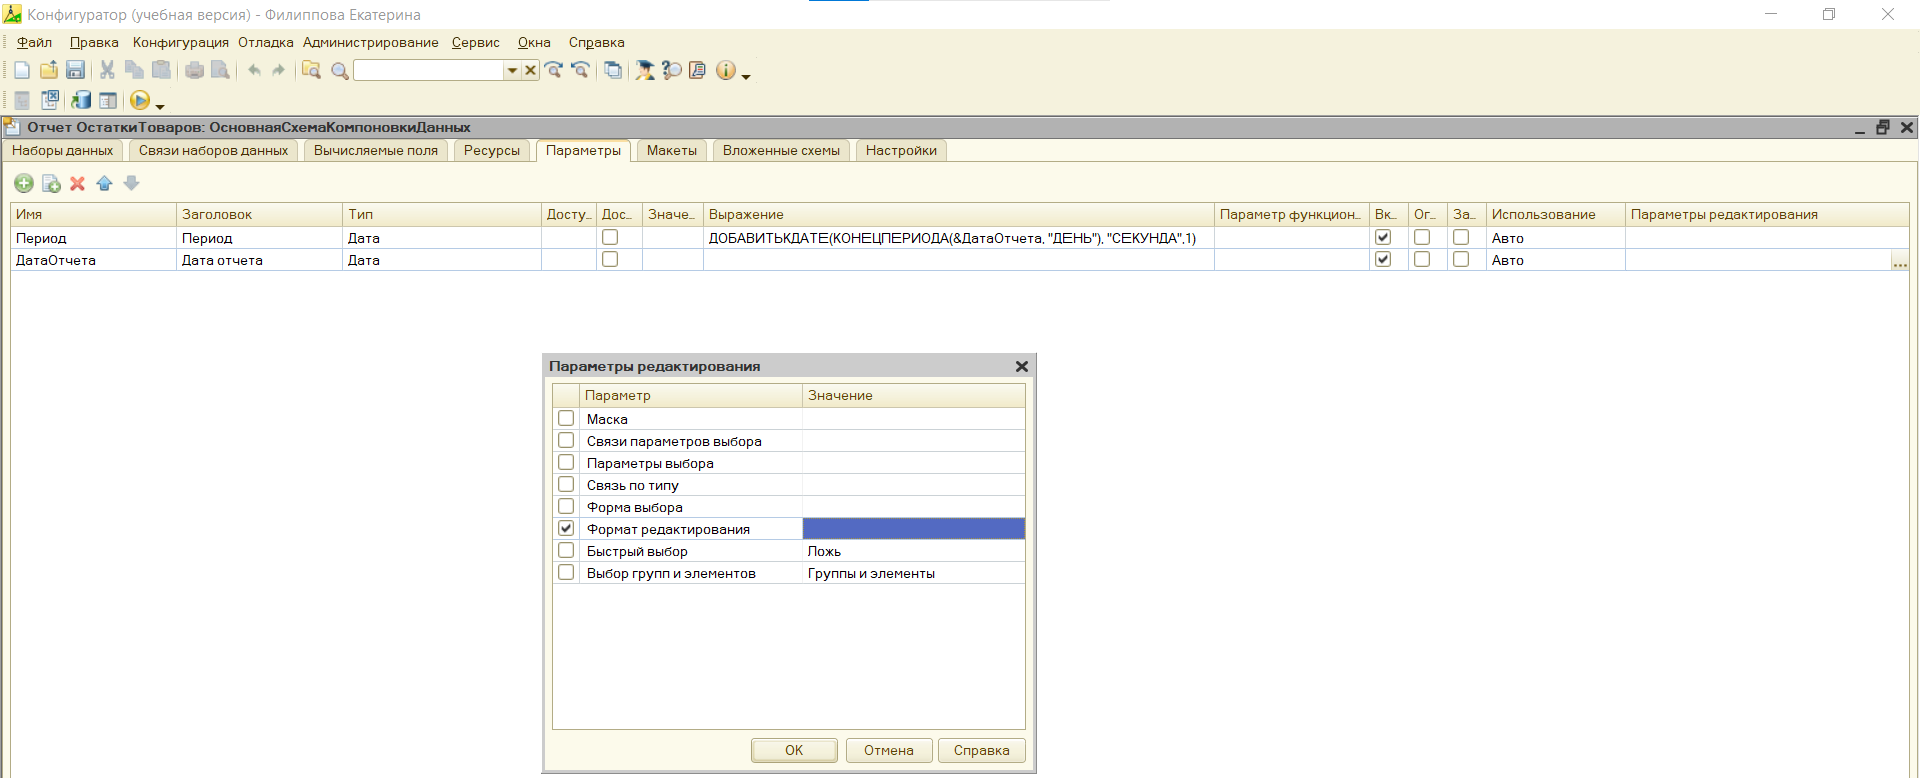 Конфигуратор (учебная версия) - Филиппова Екатерина
Файл Правка Конфигурация Отладка Администрирование Сервис Окна Справка
Отчет ОстаткиТоваров: ОсновнаяСхемаКомпоновкиДанных
Наборы данных Связи наборов данных Вычисляемые поля Ресурсы Параметры Макеты Вложенные схемы Настройки
Имя Заголовок Тип Досту... Дос... Значе... Выражение Параметр функцион... Вк... Ог... За... Использование Параметры редактирования
Период Период Дата ДОБАВИТЬКДАТЕ(КОНЕЦПЕРИОДА(&ДатаОтчета, "ДЕНЬ"), "СЕКУНДА",1) Авто
ДатаОтчета Дата отчета Дата Авто ...
Параметры редактирования
Параметр Значение
Маска
Связи параметров выбора
Параметры выбора
Связь по типу
Форма выбора
Формат редактирования
Быстрый выбор Ложь
Выбор групп и элементов Группы и элементы
OK Отмена Справка